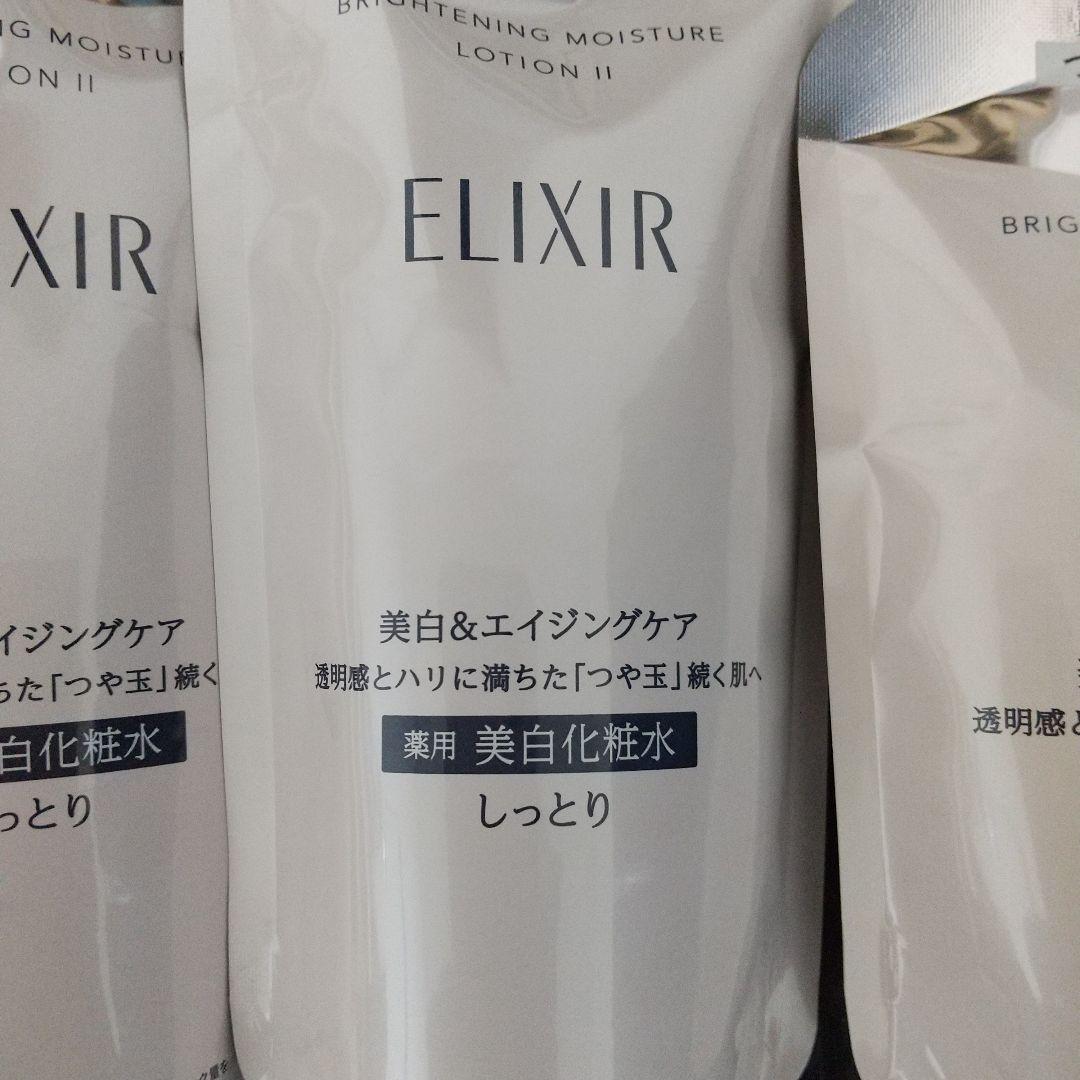 NG MOISTUR
ON II
IXIR
イジングケア
ちた「つや玉」続く
白化粧水
っとり
BRIGHTENING MOISTURE
LOTION II
ELIXIR
美白&エイジングケア
透明感とハリに満ちた「つや玉」続く肌へ
薬用 美白化粧水
しっとり
BRIG
透明感と